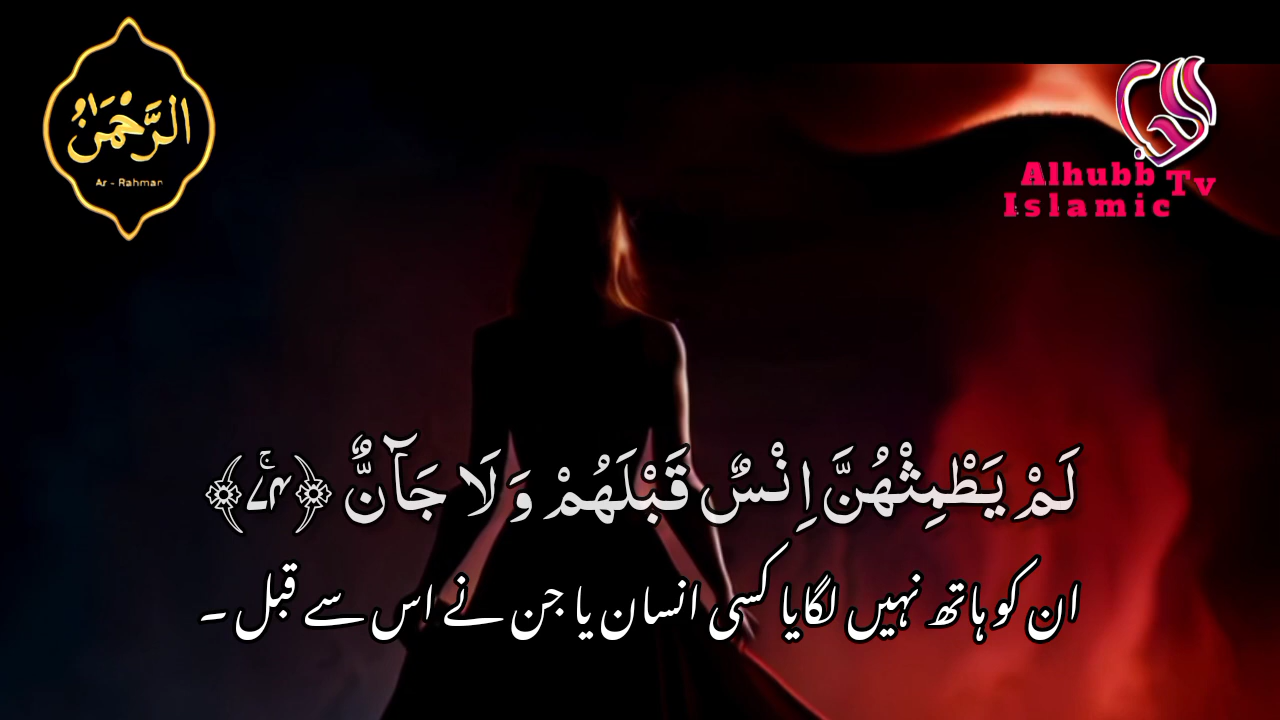 الرَّحْمَنُ
Ar - Rahman
Alhubb Tv
Islamic
لَمْ يَطْمِثْهُنَّ اِنْسٌ قَبْلَهُمْ وَلَا جَآنٌّ ﴿۷۴﴾ۚ
ان کو ہاتھ نہیں لگایا کسی انسان یا جن نے اس سے قبل ۔